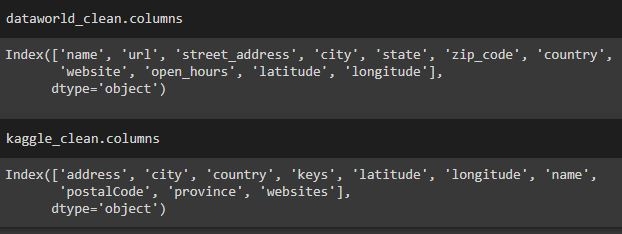 dataworld_clean.columns
Index(['name', 'url', 'street_address', 'city', 'state', 'zip_code', 'country',
       'website', 'open_hours', 'latitude', 'longitude'],
      dtype='object')
kaggle_clean.columns
Index(['address', 'city', 'country', 'keys', 'latitude', 'longitude', 'name',
       'postalCode', 'province', 'websites'],
      dtype='object')